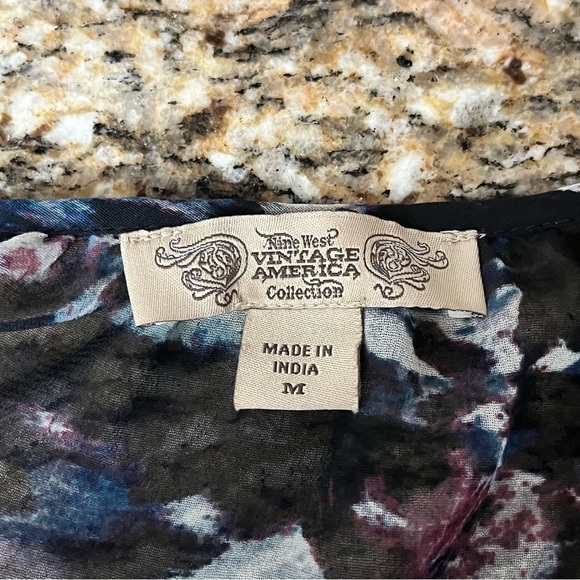 Nine West
VINTAGE
AMERICA
Collection
MADE IN
INDIA
M